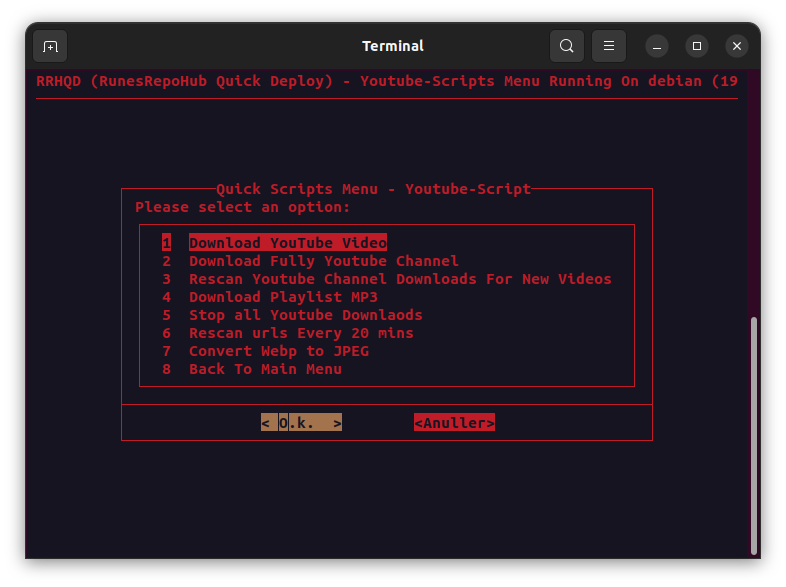 Terminal
RRHQD (RunesRepoHub Quick Deploy) - Youtube-Scripts Menu Running On debian (19
Quick Scripts Menu - Youtube-Script
Please select an option:
1 Download YouTube Video
2 Download Fully Youtube Channel
3 Rescan Youtube Channel Downloads For New Videos
4 Download Playlist MP3
5 Stop all Youtube Downlaods
6 Rescan urls Every 20 mins
7 Convert Webp to JPEG
8 Back To Main Menu
< O.k. > <Anuller>